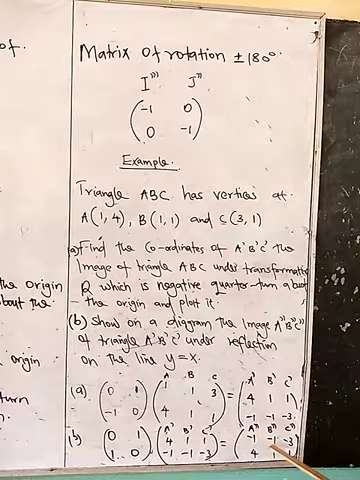 of.
the origin
bout the
origin
turn
Matrix Of rotation ±180°.
I''' J'''
-1 0
0 -1
Example.
Triangle ABC has vertices at.
A(1,4), B(1,1) and C(3,1)
(a) Find the Co-ordinates of A'B'C' the
Image of triangle ABC under transformat
Q which is negative quarter-turn about
the origin and plot it.
(b) Show on a diagram the Image A''B''C''
of triangle A'B'C' under reflection
on the line y=x.
A B C A' B' C'
(a) (0 1) (1 1 3) = (4 1 1)
(-1 0) (4 1 1) (-1 -1 -3)
A' B' C' A'' B'' C''
(b) (0 1) (4 1 1) = (-1 -1 -3)
(1 0) (-1 -1 -3) (4 1